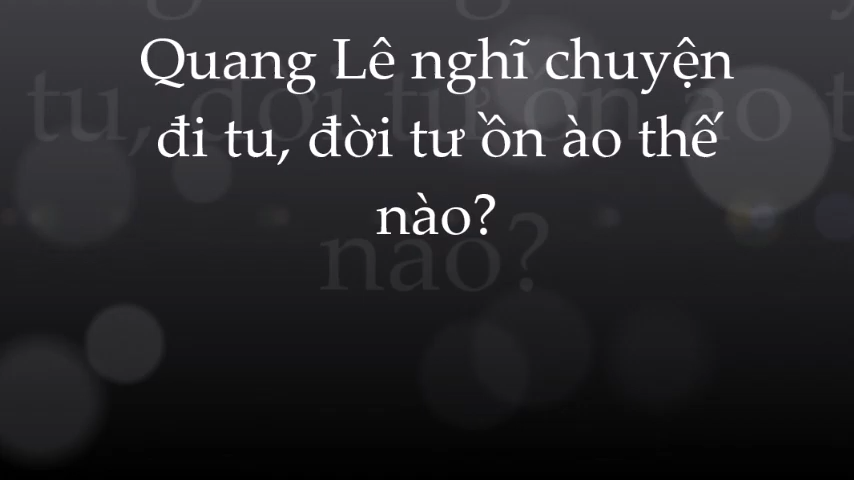 Quang Lê nghĩ chuyện
đi tu, đời tư ồn ào thế
nào?